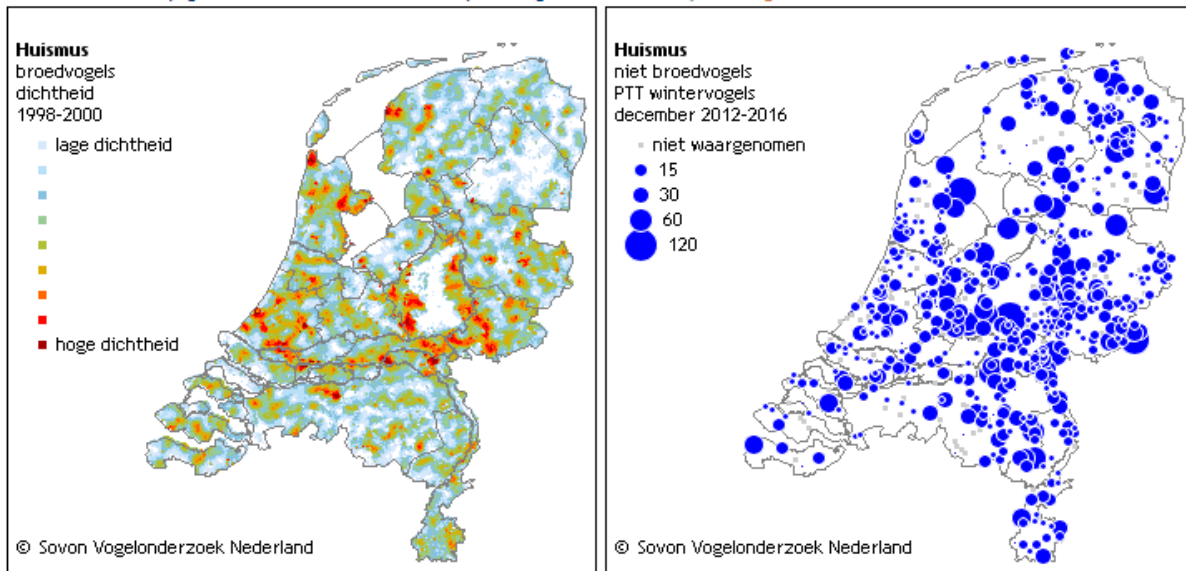 Huismus
broedvogels
dichtheid
1998-2000
lage dichtheid
hoge dichtheid
© Sovon Vogelonderzoek Nederland
Huismus
niet broedvogels
PTT wintervogels
december 2012-2016
niet waargenomen
15
30
60
120
© Sovon Vogelonderzoek Nederland